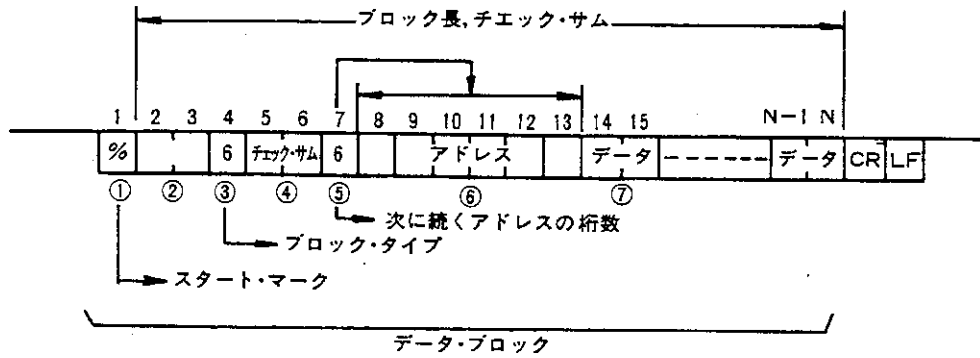 ブロック長,チエック・サム
1 2 3 4 5 6 7 8 9 10 11 12 13 14 15 N-1 N
% 6 チェック・サム 6 アドレス データ データ CR LF
① ② ③ ④ ⑤ ⑥ ⑦
次に続くアドレスの桁数
ブロック・タイプ
スタート・マーク
データ・ブロック